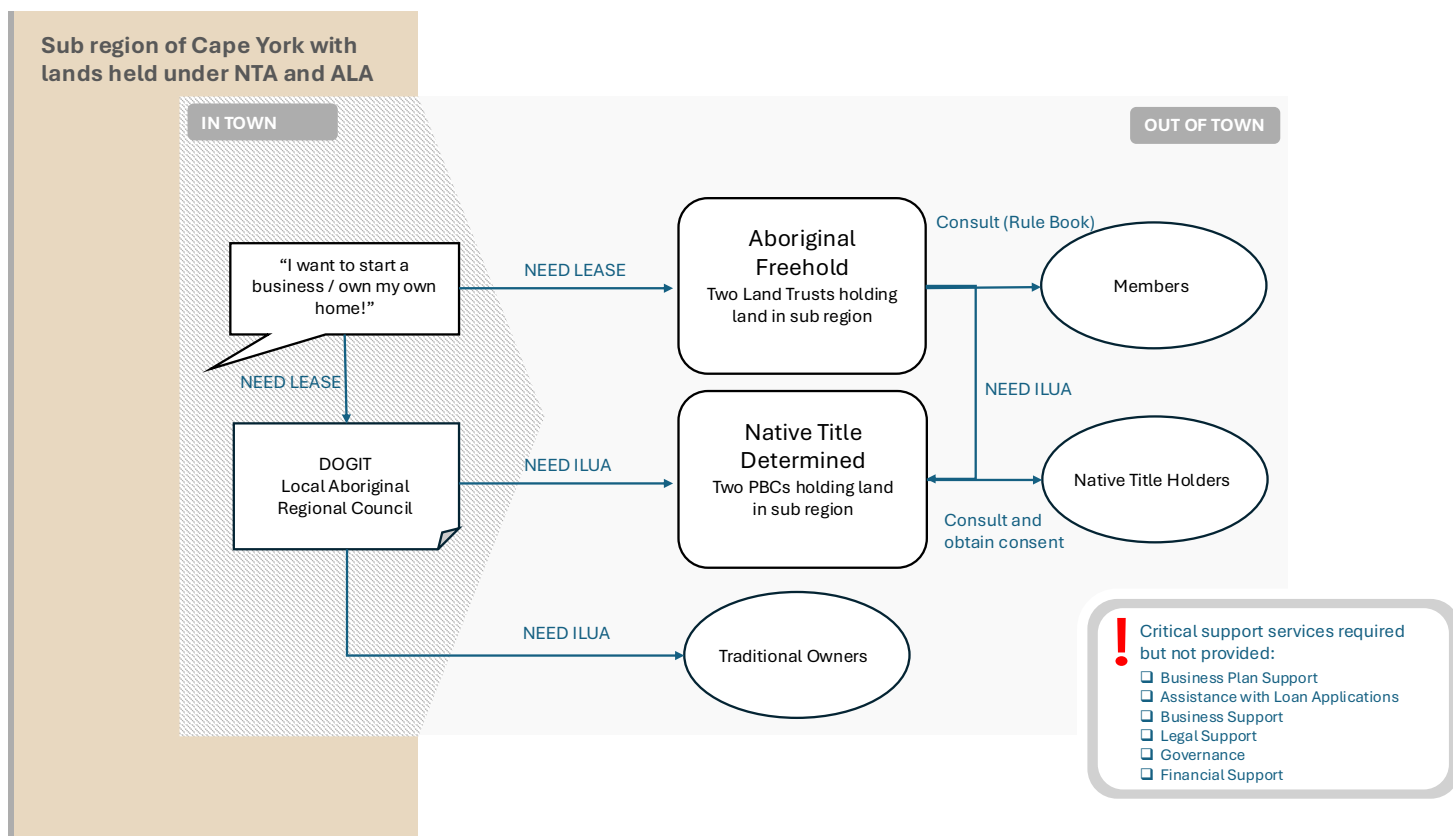 Sub region of Cape York with
lands held under NTA and ALA
IN TOWN
OUT OF TOWN
“I want to start a
business / own my own
home!”
NEED LEASE
Aboriginal
Freehold
Two Land Trusts holding
land in sub region
Consult (Rule Book)
Members
NEED LEASE
NEED ILUA
DOGIT
Local Aboriginal
Regional Council
NEED ILUA
Native Title
Determined
Two PBCs holding land
in sub region
Native Title Holders
Consult and
obtain consent
NEED ILUA
Traditional Owners
! Critical support services required
but not provided:
❑ Business Plan Support
❑ Assistance with Loan Applications
❑ Business Support
❑ Legal Support
❑ Governance
❑ Financial Support